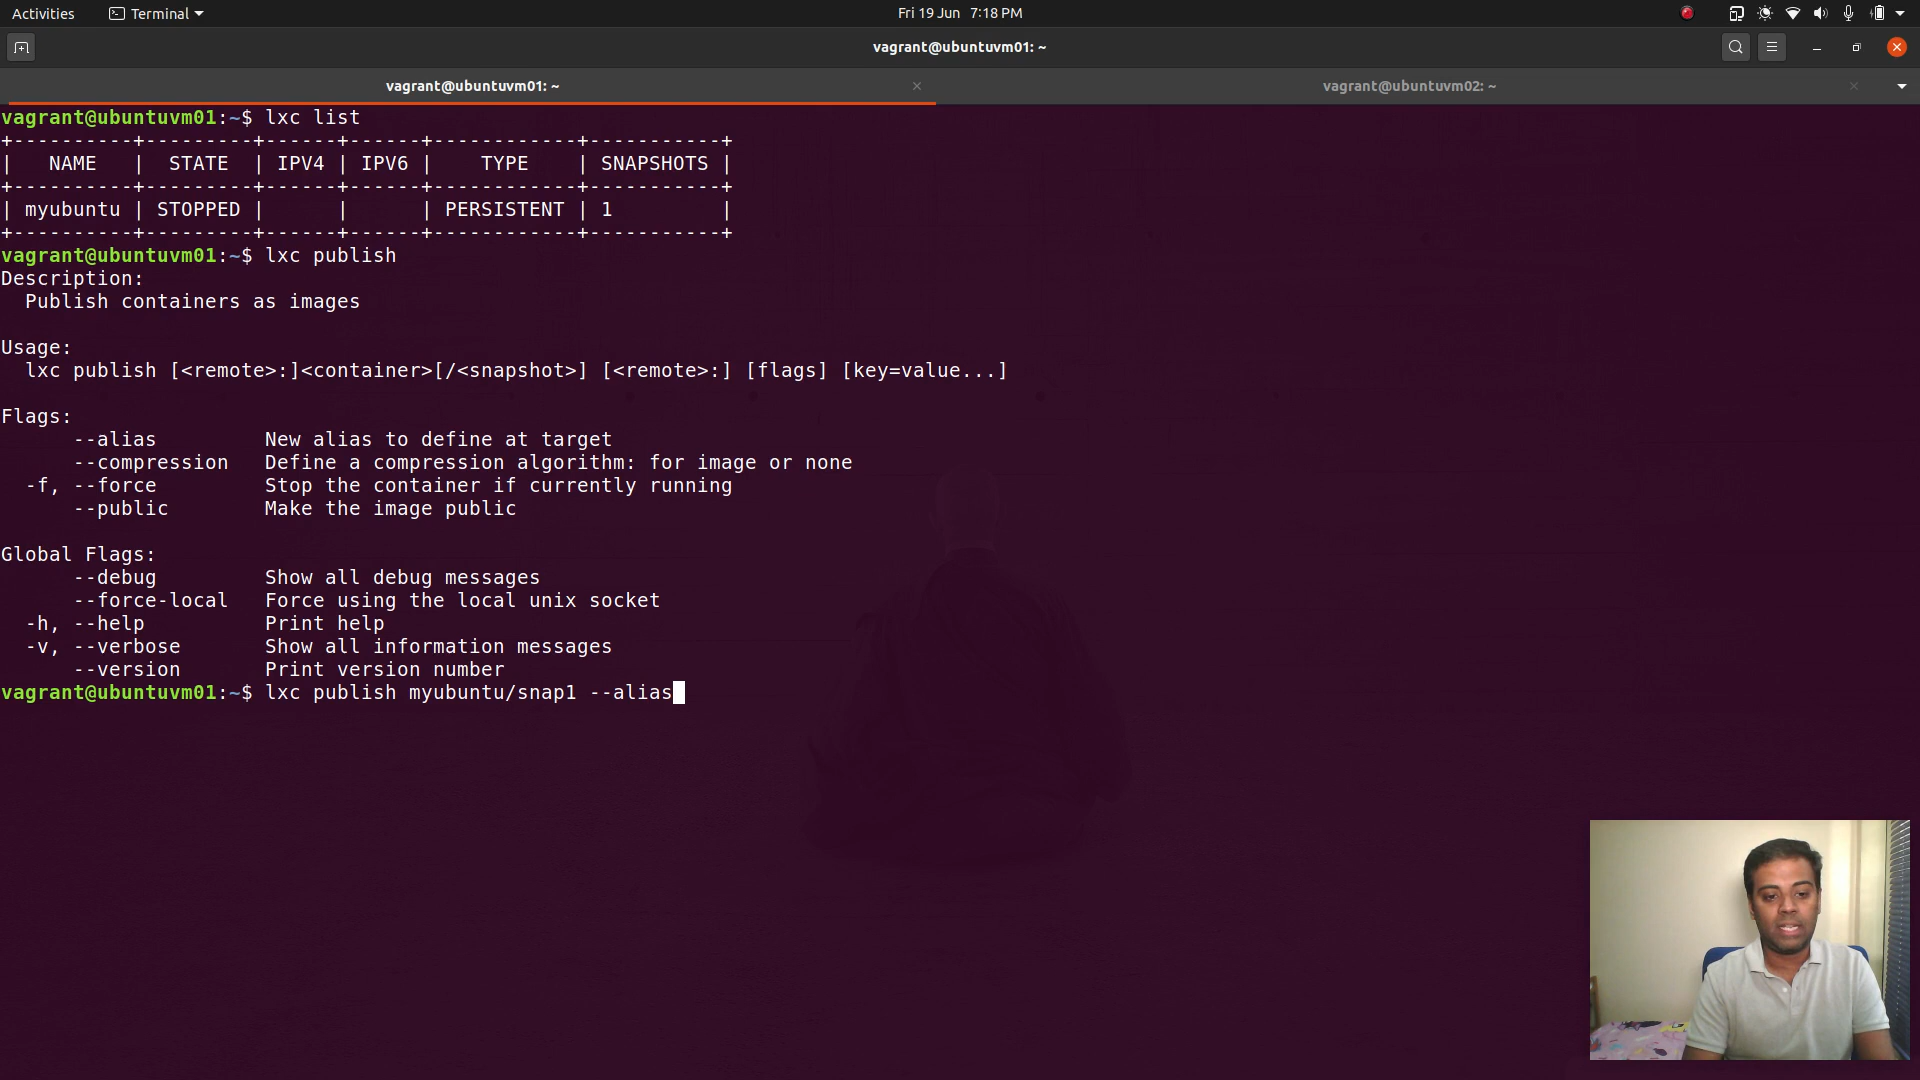 Activities Terminal Fri 19 Jun 7:18 PM
vagrant@ubuntuvm01: ~
vagrant@ubuntuvm01: ~ vagrant@ubuntuvm02: ~
vagrant@ubuntuvm01:~$ lxc list
+----------+---------+------+------+------------+-----------+
|   NAME   |  STATE  | IPV4 | IPV6 |    TYPE    | SNAPSHOTS |
+----------+---------+------+------+------------+-----------+
| myubuntu | STOPPED |      |      | PERSISTENT | 1         |
+----------+---------+------+------+------------+-----------+
vagrant@ubuntuvm01:~$ lxc publish
Description:
  Publish containers as images

Usage:
  lxc publish [<remote>:]<container>[/<snapshot>] [<remote>:] [flags] [key=value...]

Flags:
      --alias         New alias to define at target
      --compression   Define a compression algorithm: for image or none
  -f, --force         Stop the container if currently running
      --public        Make the image public

Global Flags:
      --debug         Show all debug messages
      --force-local   Force using the local unix socket
  -h, --help          Print help
  -v, --verbose       Show all information messages
      --version       Print version number
vagrant@ubuntuvm01:~$ lxc publish myubuntu/snap1 --alias